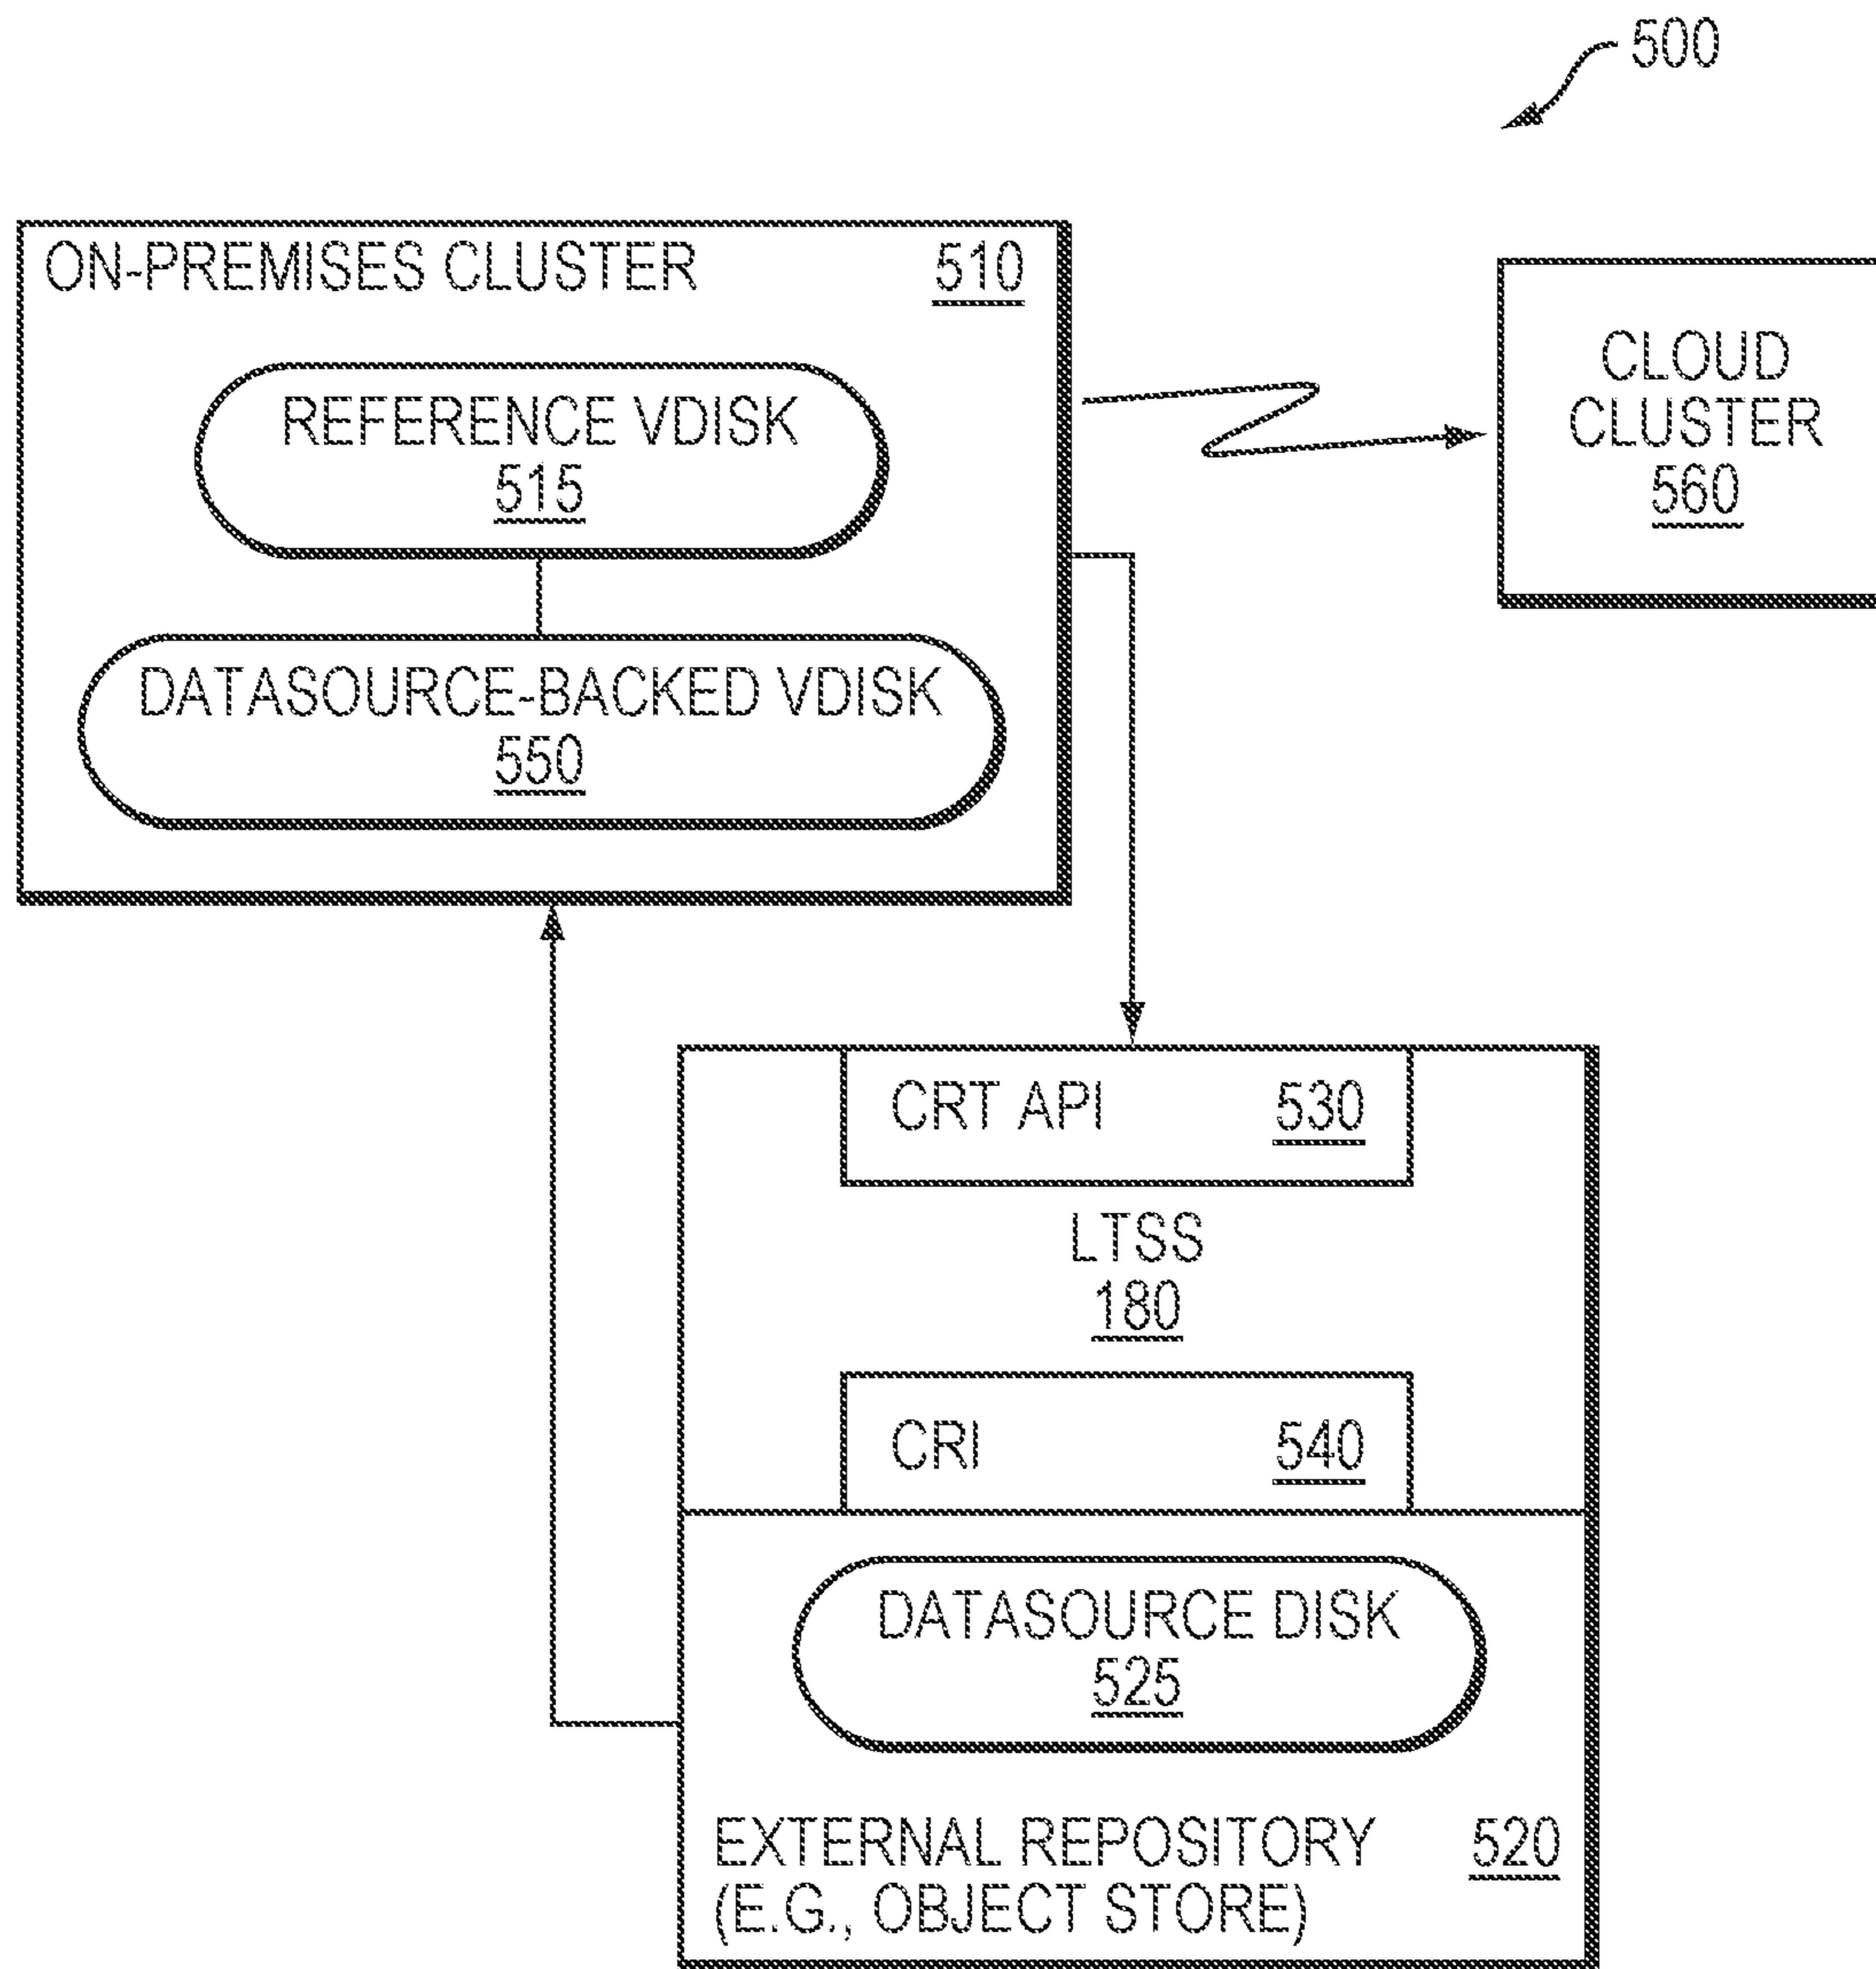 500
ON-PREMISES CLUSTER 510
REFERENCE VDISK
515
DATASOURCE-BACKED VDISK
550
CLOUD
CLUSTER
560
CRT API 530
LTSS
180
CRI 540
DATASOURCE DISK
525
EXTERNAL REPOSITORY 520
(E.G., OBJECT STORE)